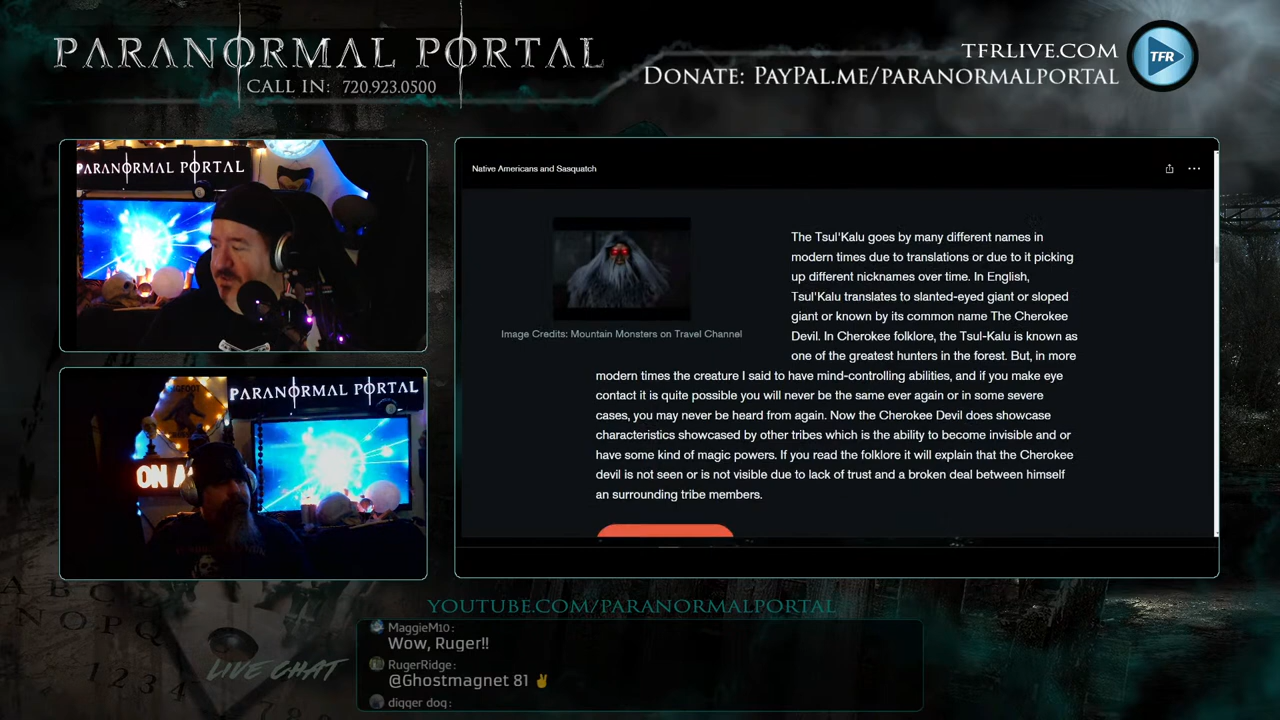 PARANORMAL PORTAL
CALL IN: 720.923.0500
TFRLIVE.COM
DONATE: PAYPAL.ME/PARANORMALPORTAL
TFR
PARANORMAL PORTAL
PARANORMAL PORTAL
BIGFOOT
ON A
Native Americans and Sasquatch
Image Credits: Mountain Monsters on Travel Channel
The Tsul'Kalu goes by many different names in
modern times due to translations or due to it picking
up different nicknames over time. In English,
Tsul'Kalu translates to slanted-eyed giant or sloped
giant or known by its common name The Cherokee
Devil. In Cherokee folklore, the Tsul-Kalu is known as
one of the greatest hunters in the forest. But, in more
modern times the creature I said to have mind-controlling abilities, and if you make eye
contact it is quite possible you will never be the same ever again or in some severe
cases, you may never be heard from again. Now the Cherokee Devil does showcase
characteristics showcased by other tribes which is the ability to become invisible and or
have some kind of magic powers. If you read the folklore it will explain that the Cherokee
devil is not seen or is not visible due to lack of trust and a broken deal between himself
an surrounding tribe members.
YOUTUBE.COM/PARANORMALPORTAL
LIVE CHAT
MaggieM10:
Wow, Ruger!!
RugerRidge:
@Ghostmagnet 81 ✌
digger dog:
A B C D
N O P Q
1 2 3 4